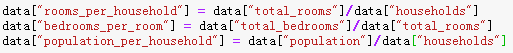 data["rooms_per_household"] = data["total_rooms"]/data["households"]
data["bedrooms_per_room"] = data["total_bedrooms"]/data["total_rooms"]
data["population_per_household"] = data["population"]/data["households"]